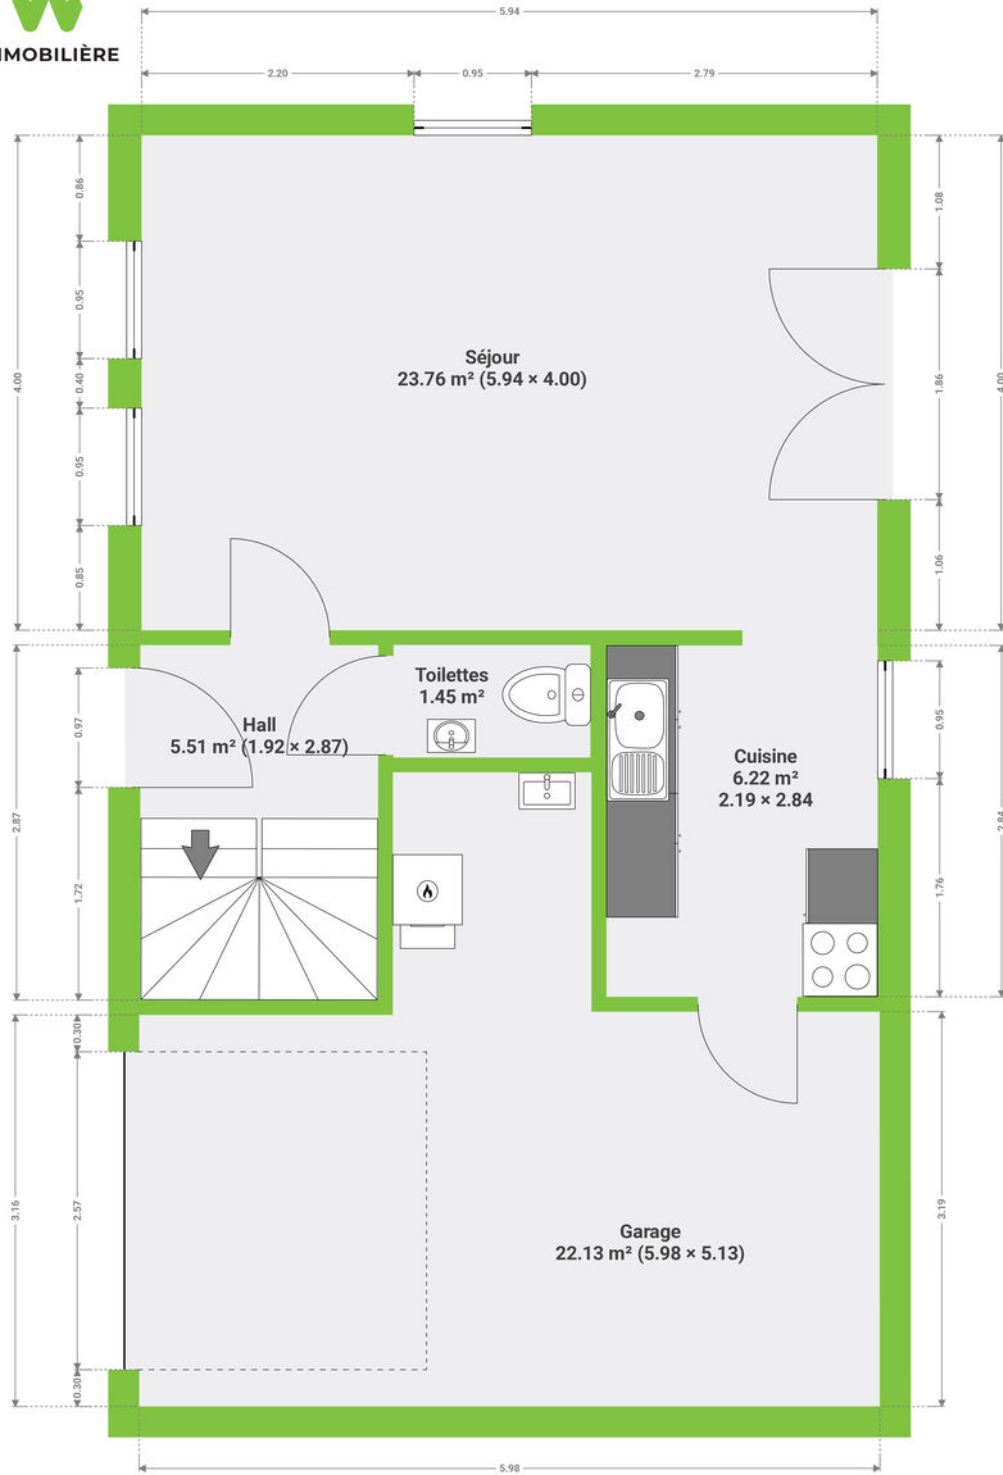 5.94
MMOBILIÈRE
2.20
0.95
2.79
0.86
1.08
0.95
4.00
Séjour
23.76 m² (5.94 × 4.00)
0.40
1.86
4.00
0.95
0.85
1.06
Toilettes
1.45 m²
0.97
Hall
5.51 m² (1.92 × 2.87)
0.95
Cuisine
6.22 m²
2.19 × 2.84
2.87
2.84
1.72
1.76
0.30
3.16
2.57
3.19
Garage
22.13 m² (5.98 × 5.13)
0.30
5.98